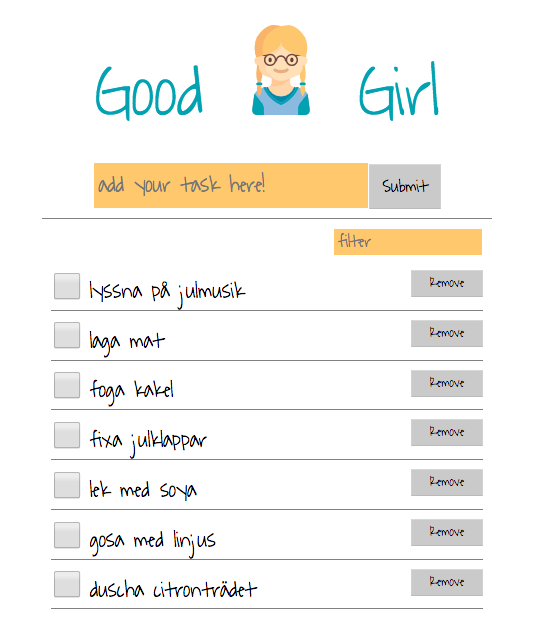 Good Girl
add your task here! Submit
filter
lyssna på julmusik Remove
laga mat Remove
foga kakel Remove
fixa julklappar Remove
lek med soya Remove
gosa med linjus Remove
duscha citronträdet Remove